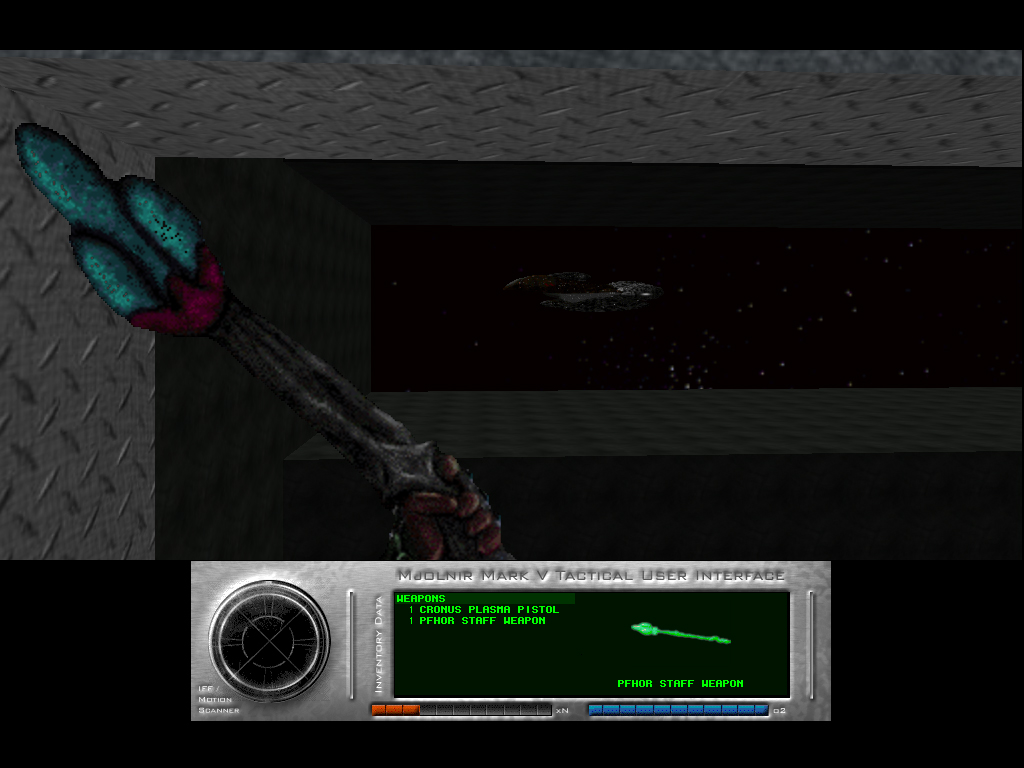 Mjolnir Mark V Tactical User Interface
Inventory Data
WEAPONS
1 CRONUS PLASMA PISTOL
1 PFHOR STAFF WEAPON
PFHOR STAFF WEAPON
IFF /
Motion
Scanner
xN
o2